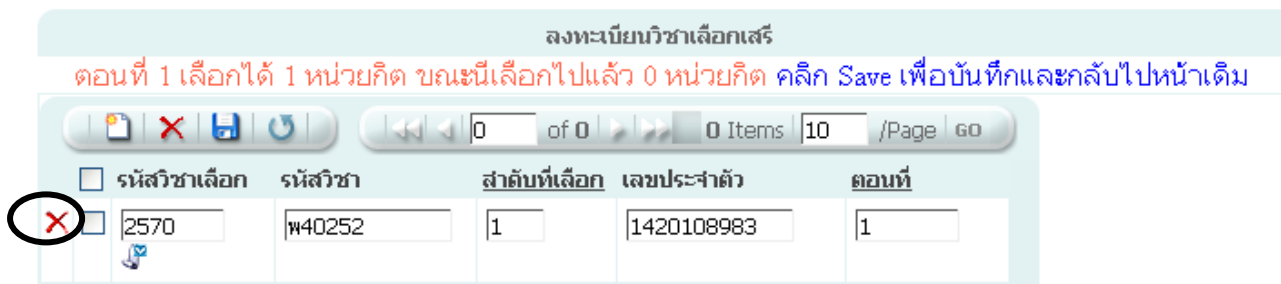 ลงทะเบียนวิชาเลือกเสรี
ตอนที่ 1 เลือกได้ 1 หน่วยกิต ขณะนี้เลือกไปแล้ว 0 หน่วยกิต คลิก Save เพื่อบันทึกและกลับไปหน้าเดิม
0 of 0 0 Items 10 /Page GO
รหัสวิชาเลือก รหัสวิชา ลำดับที่เลือก เลขประจำตัว ตอนที่
2570 พ40252 1 1420108983 1